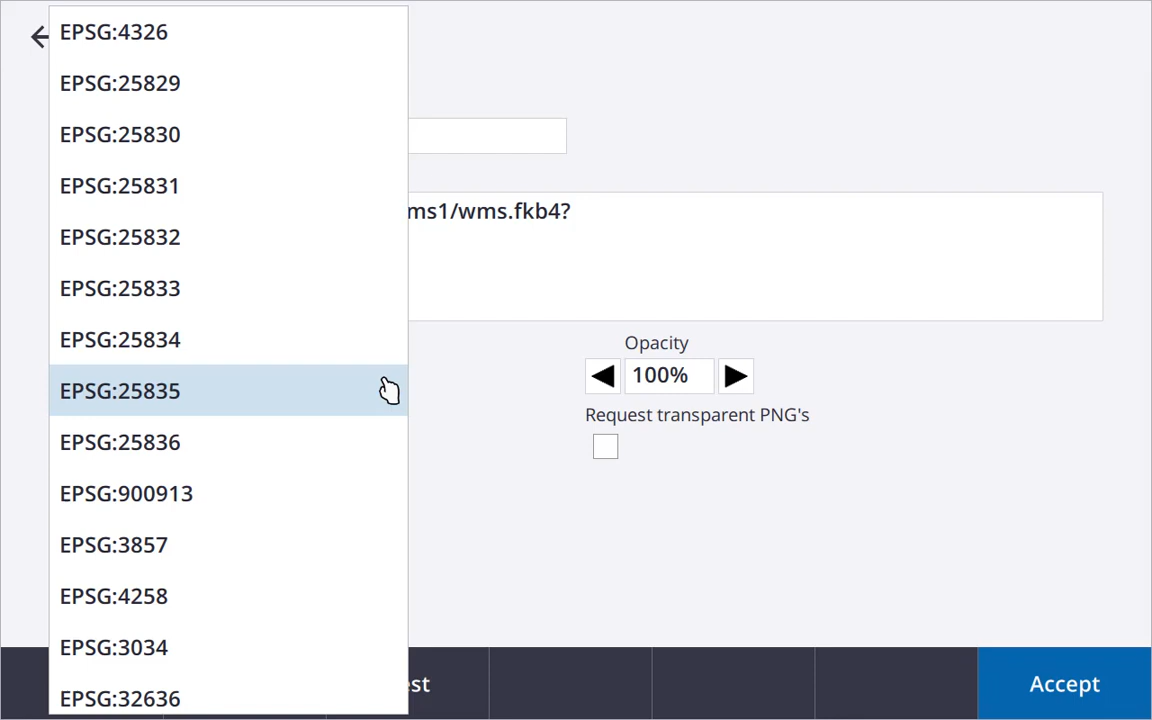 EPSG:4326
EPSG:25829
EPSG:25830
EPSG:25831
ms1/wms.fkb4?
EPSG:25832
EPSG:25833
EPSG:25834
Opacity
100%
EPSG:25835
Request transparent PNG's
EPSG:25836
EPSG:900913
EPSG:3857
EPSG:4258
EPSG:3034
EPSG:32636
est
Accept